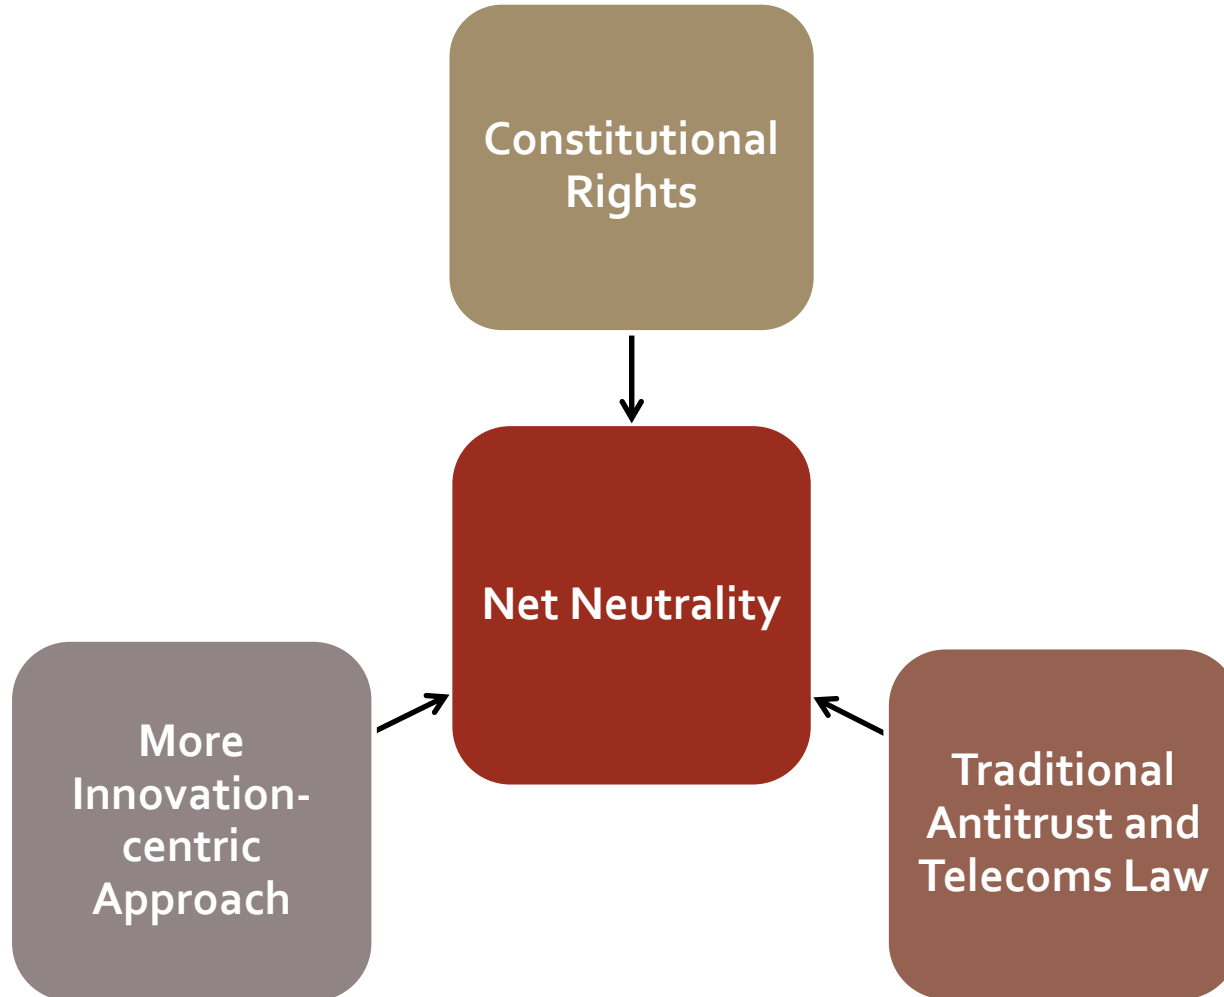 Constitutional
Rights
Net Neutrality
More
Innovation-
centric
Approach
Traditional
Antitrust and
Telecoms Law